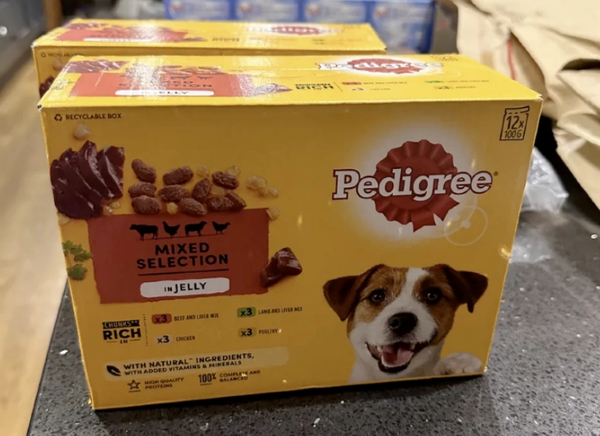 Pedigree
RECYCLABLE BOX
12x
100G
Pedigree
MIXED
SELECTION
IN JELLY
CHUNKS**
RICH
IN
x3 BEEF AND LIVER MIX
x3 LAMB AND LIVER MIX
x3 CHICKEN
x3 POULTRY
WITH NATURAL** INGREDIENTS,
WITH ADDED VITAMINS & MINERALS
HIGH QUALITY
PROTEINS
100% COMPLETE AND
BALANCED